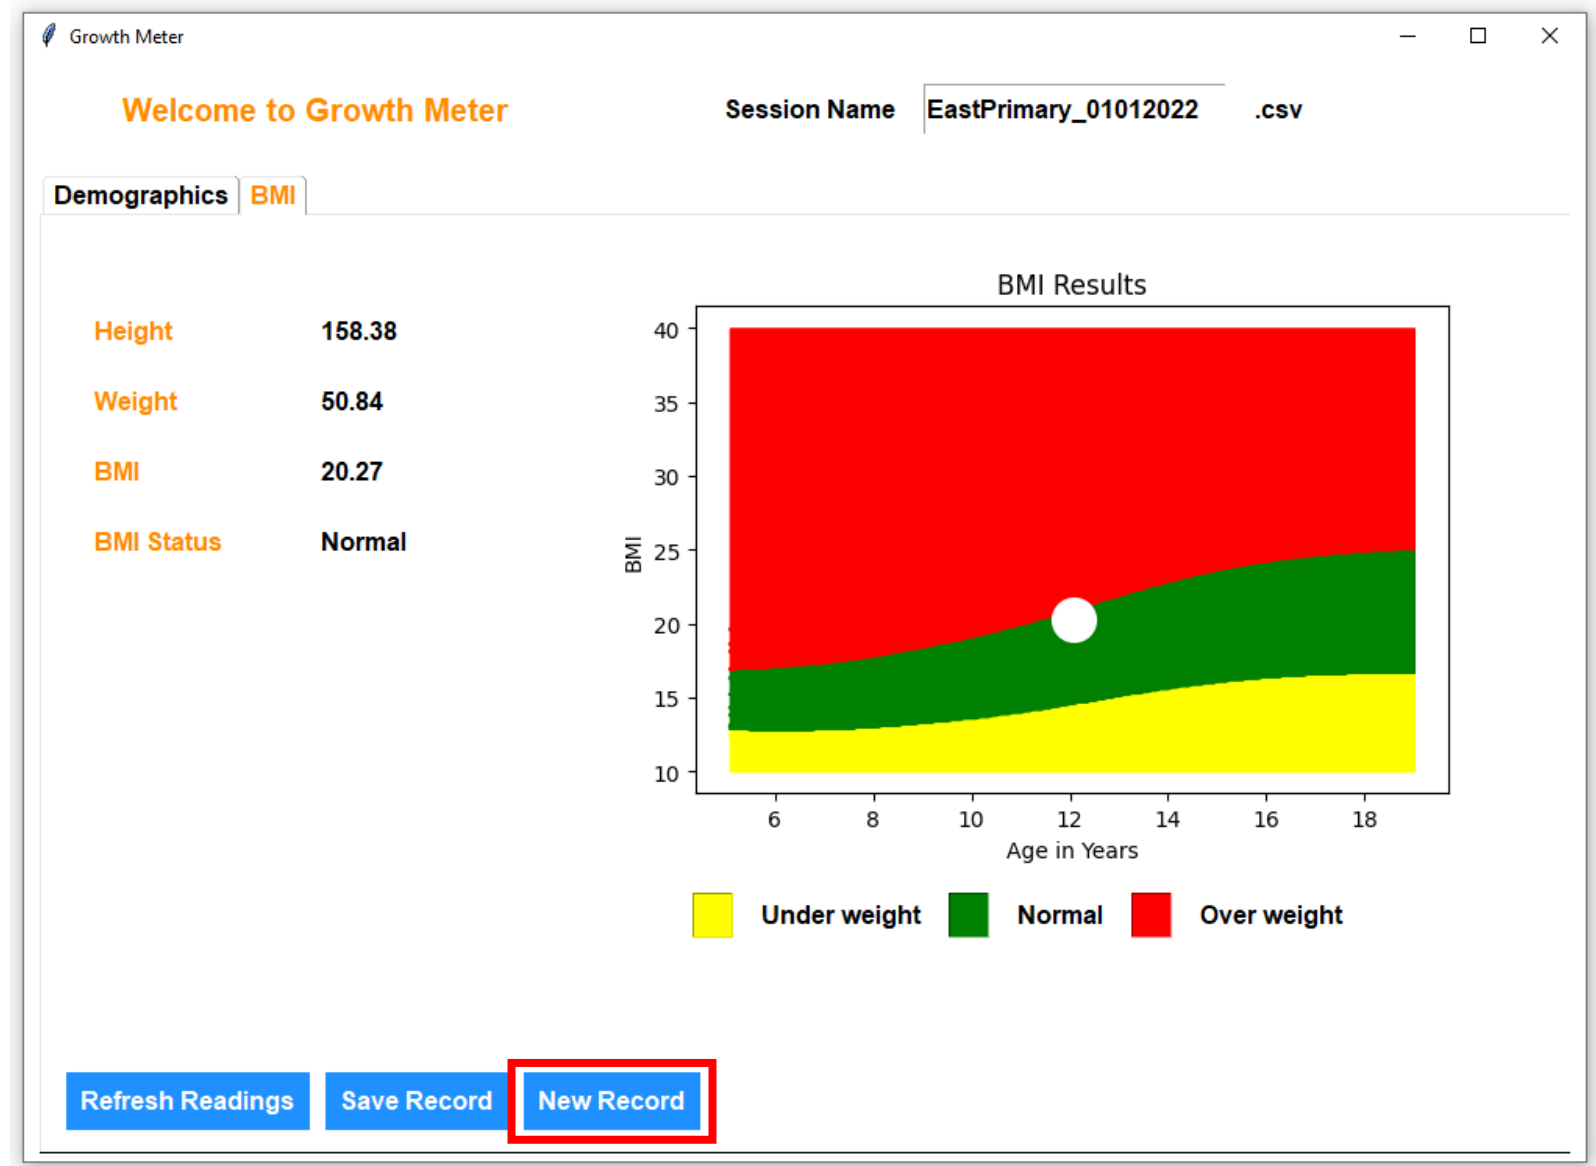 Growth Meter
Welcome to Growth Meter
Session Name EastPrimary_01012022 .csv
Demographics BMI
Height 158.38
Weight 50.84
BMI 20.27
BMI Status Normal
BMI Results
40
35
30
25
20
15
10
BMI
6 8 10 12 14 16 18
Age in Years
Under weight Normal Over weight
Refresh Readings Save Record New Record